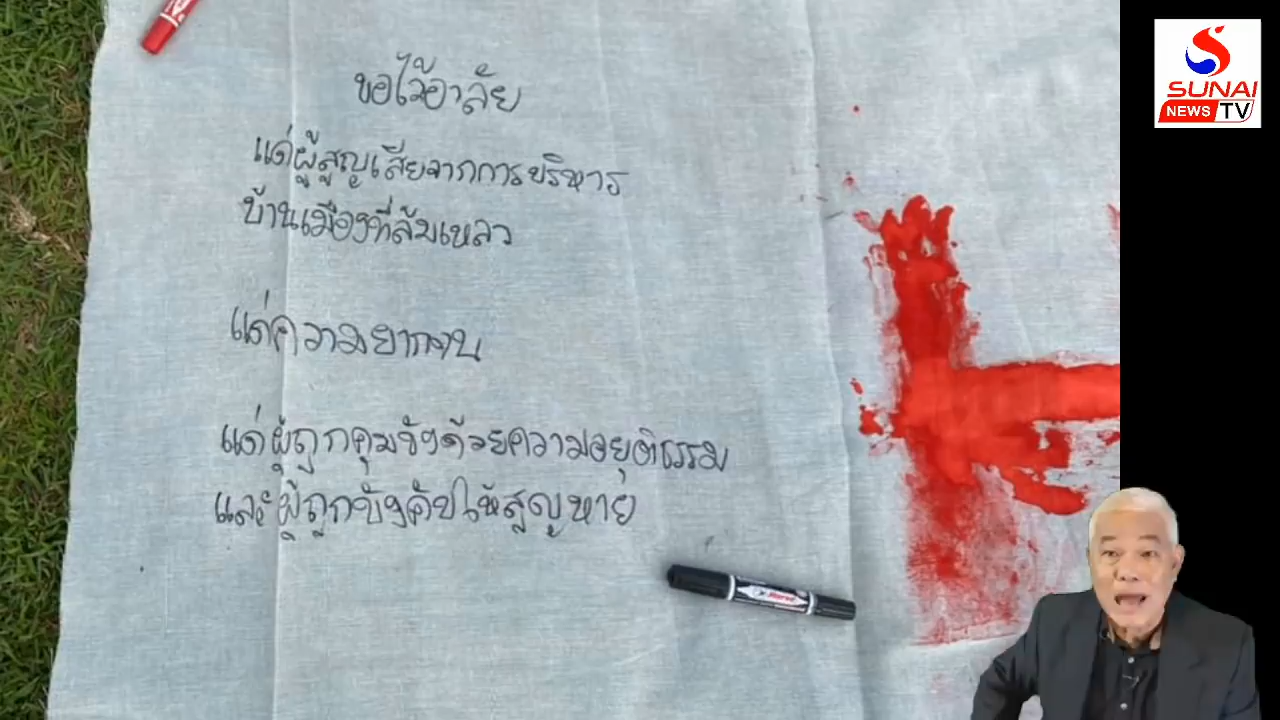 ขอไว้อาลัย
แด่ผู้สูญเสียจากการบริหาร
บ้านเมืองที่ล้มเหลว
แด่ความยากจน
แด่ผู้ถูกคุมขังด้วยความอยุติธรรม
และผู้ถูกบังคับให้สูญหาย
SUNAI
NEWS TV
Horse